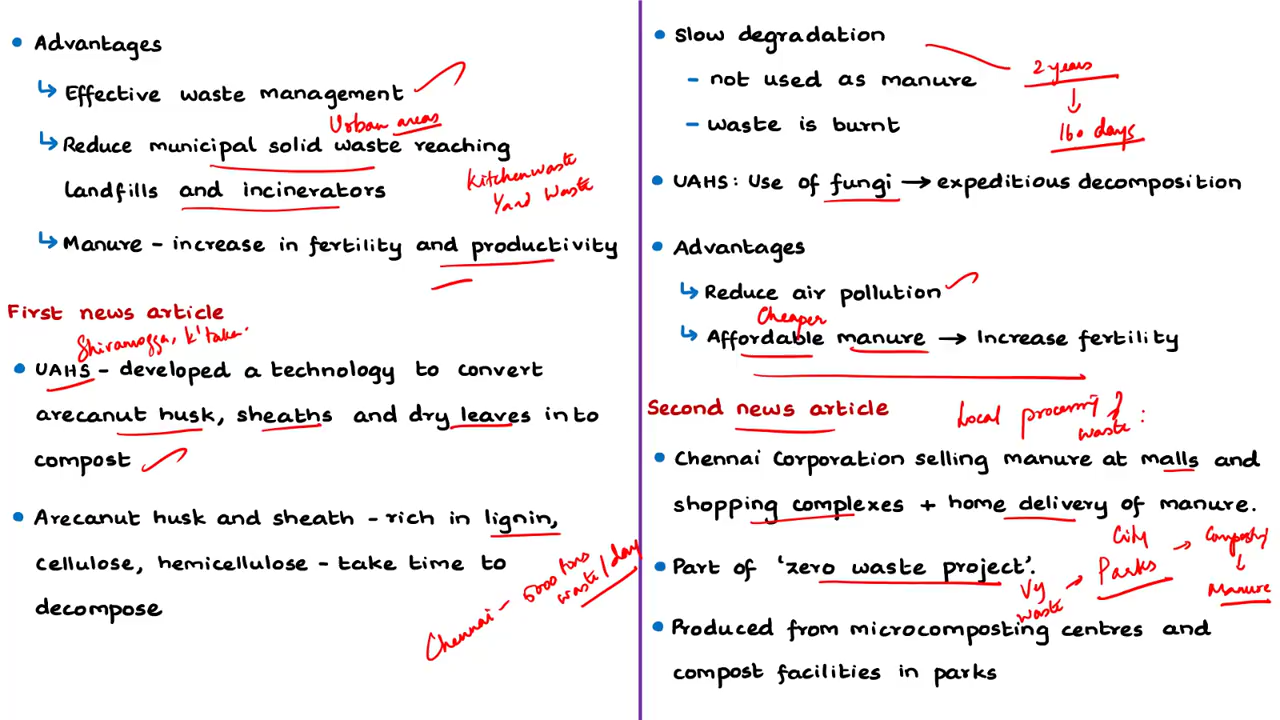 • Advantages
↳ Effective waste management
Urban areas
↳ Reduce municipal solid waste reaching
landfills and incinerators
Kitchenwaste
Yard Waste
↳ Manure - increase in fertility and productivity
First news article
Shivamogga, k'taka
• UAHS - developed a technology to convert
arecanut husk, sheaths and dry leaves into
compost
• Arecanut husk and sheath - rich in lignin,
cellulose, hemicellulose - take time to
decompose
Chennai - 5000 tons
waste/day
• Slow degradation
- not used as manure
- waste is burnt
2 years
↓
160 days
• UAHS: Use of fungi → expeditious decomposition
• Advantages
↳ Reduce air pollution
Cheaper
↳ Affordable manure → Increase fertility
Second news article
Local processing of
waste :
• Chennai Corporation selling manure at malls and
shopping complexes + home delivery of manure.
• Part of 'zero waste project'.
Vg
waste → City
Parks → Composting
↓
Manure
• Produced from microcomposting centres and
compost facilities in parks